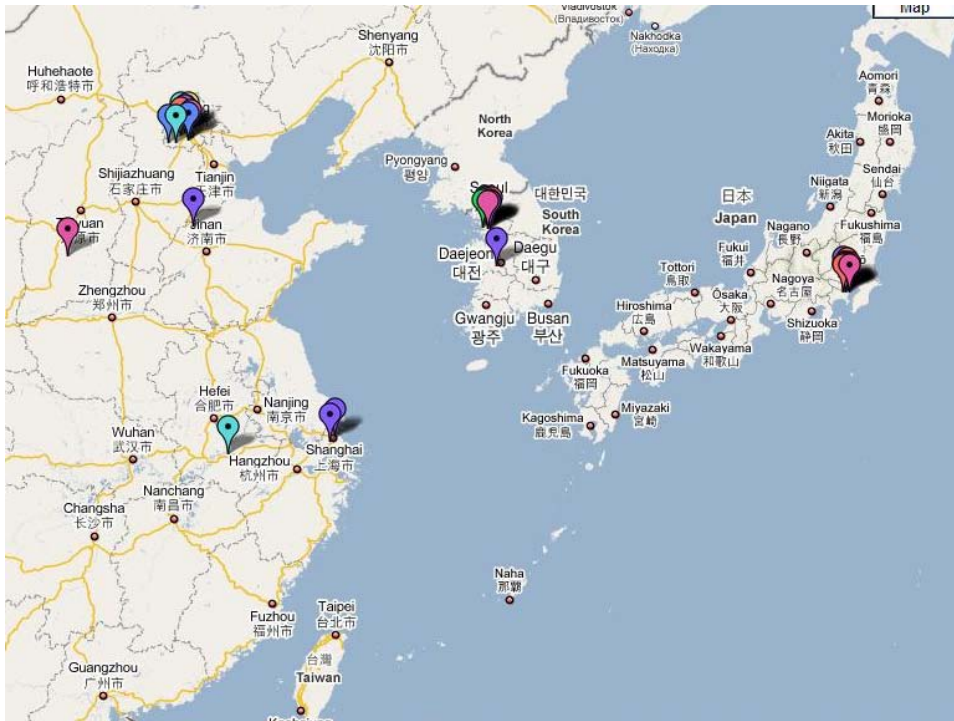 Map
Vladivostok
(Владивосток)
Nakhodka
(Находка)
Shenyang
沈阳市
Huhehaote
呼和浩特市
Aomori
青森
Morioka
盛岡
Akita
秋田
North
Korea
Pyongyang
평양
Tianjin
天津市
Shijiazhuang
石家庄市
Seoul
대한민국
South
Korea
日本
Japan
Sendai
仙台
Niigata
新潟
Fukushima
福島
Taiyuan
太原市
Jinan
济南市
Daejeon
대전
Daegu
대구
Nagano
長野
Fukui
福井
Tottori
鳥取
Zhengzhou
郑州市
Gwangju
광주
Busan
부산
Hiroshima
広島
Ōsaka
大阪
Nagoya
名古屋
Shizuoka
静岡
Wakayama
和歌山
Matsuyama
松山
Fukuoka
福岡
Hefei
合肥市
Nanjing
南京市
Kagoshima
鹿児島
Miyazaki
宮崎
Wuhan
武汉市
Shanghai
上海市
Hangzhou
杭州市
Nanchang
南昌市
Changsha
长沙市
Naha
那覇
Fuzhou
福州市
Taipei
台北市
台灣
Taiwan
Guangzhou
广州市